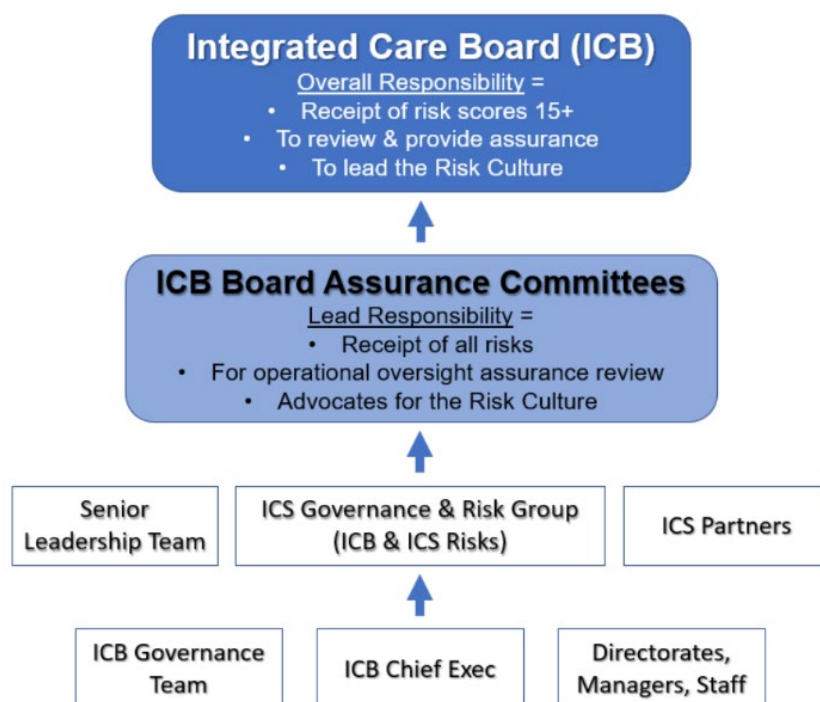 Integrated Care Board (ICB)
Overall Responsibility =
• Receipt of risk scores 15+
• To review & provide assurance
• To lead the Risk Culture
ICB Board Assurance Committees
Lead Responsibility =
• Receipt of all risks
• For operational oversight assurance review
• Advocates for the Risk Culture
Senior
Leadership Team
ICS Governance & Risk Group
(ICB & ICS Risks)
ICS Partners
ICB Governance
Team
ICB Chief Exec
Directorates,
Managers, Staff